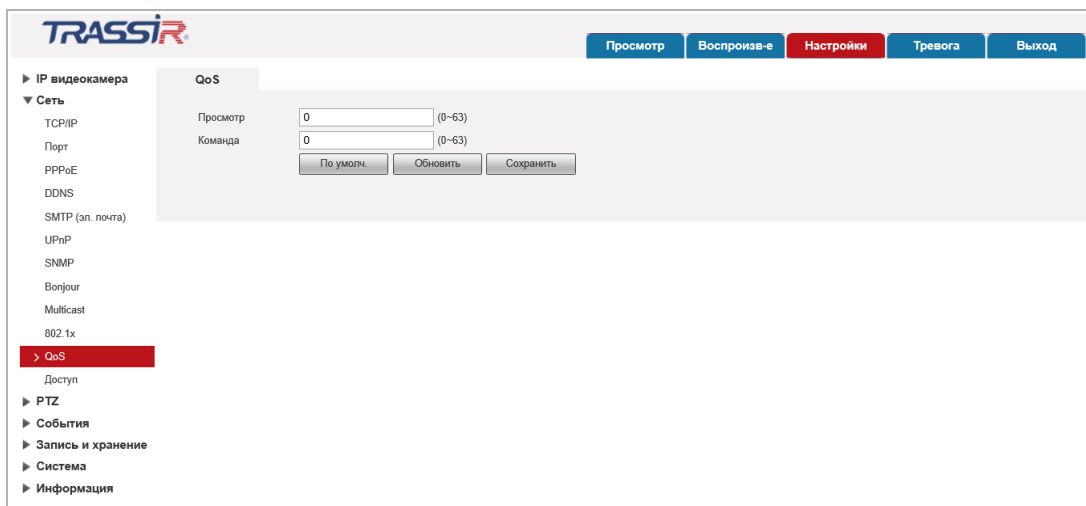 TRASSIR®
Просмотр Воспроизв-е Настройки Тревога Выход
IP видеокамера
Сеть
TCP/IP
Порт
PPPoE
DDNS
SMTP (эл. почта)
UPnP
SNMP
Bonjour
Multicast
802.1x
QoS
Доступ
PTZ
События
Запись и хранение
Система
Информация
QoS
Просмотр 0 (0~63)
Команда 0 (0~63)
По умолч. Обновить Сохранить